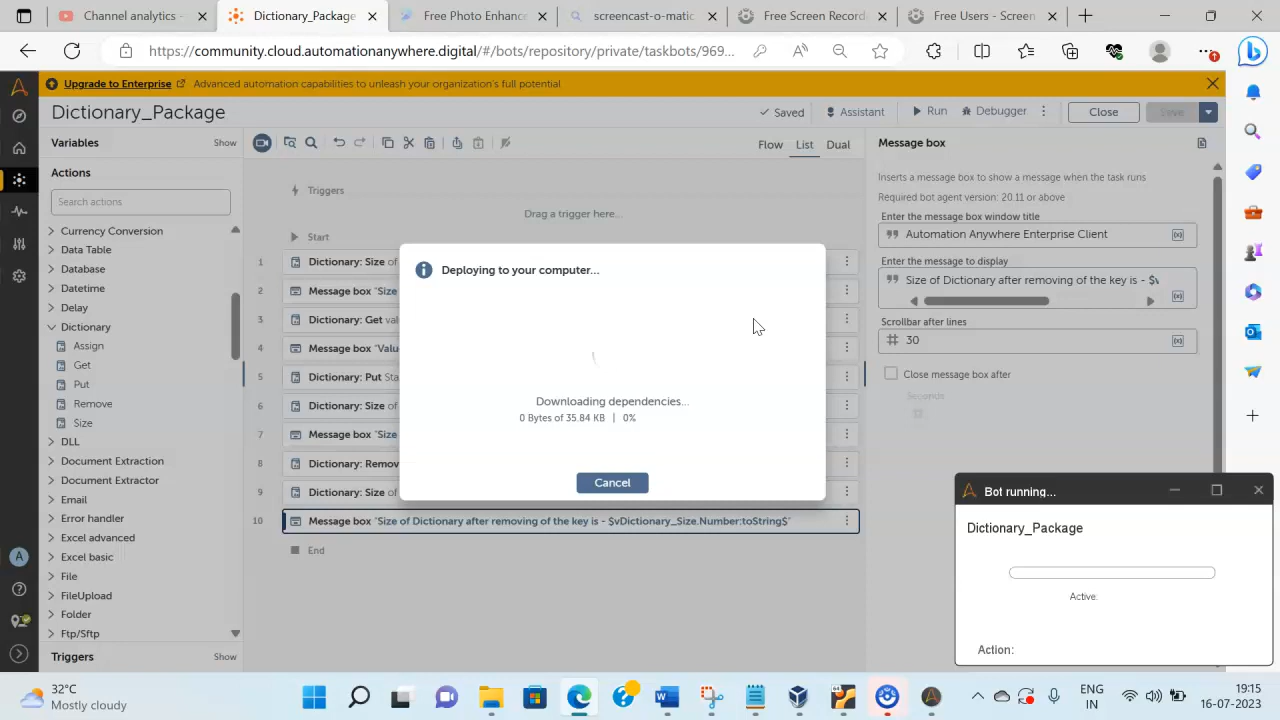 Channel analytics
Dictionary_Package
Free Photo Enhance
screencast-o-matic
Free Screen Record
Free Users - Screen
https://community.cloud.automationanywhere.digital/#/bots/repository/private/taskbots/969...
Upgrade to Enterprise
Advanced automation capabilities to unleash your organization's full potential
Dictionary_Package
Saved
Assistant
Run
Debugger
Close
Save
Variables
Show
Flow
List
Dual
Message box
Actions
Search actions
Currency Conversion
Data Table
Database
Datetime
Delay
Dictionary
Assign
Get
Put
Remove
Size
DLL
Document Extraction
Document Extractor
Email
Error handler
Excel advanced
Excel basic
File
FileUpload
Folder
Ftp/Sftp
Triggers
Show
Triggers
Drag a trigger here...
Start
1 Dictionary: Size of
2 Message box "Size
3 Dictionary: Get val
4 Message box "Valu
5 Dictionary: Put Sta
6 Dictionary: Size of
7 Message box "Size
8 Dictionary: Remov
9 Dictionary: Size of
10 Message box "Size of Dictionary after removing of the key is - $vDictionary_Size.Number:toString$"
End
Deploying to your computer...
Downloading dependencies...
0 Bytes of 35.84 KB | 0%
Cancel
Inserts a message box to show a message when the task runs
Required bot agent version: 20.11 or above
Enter the message box window title
Automation Anywhere Enterprise Client
Enter the message to display
Size of Dictionary after removing of the key is - $v
Scrollbar after lines
30
Close message box after
Seconds
Bot running...
Dictionary_Package
Active:
Action:
32°C
Mostly cloudy
ENG
IN
19:15
16-07-2023